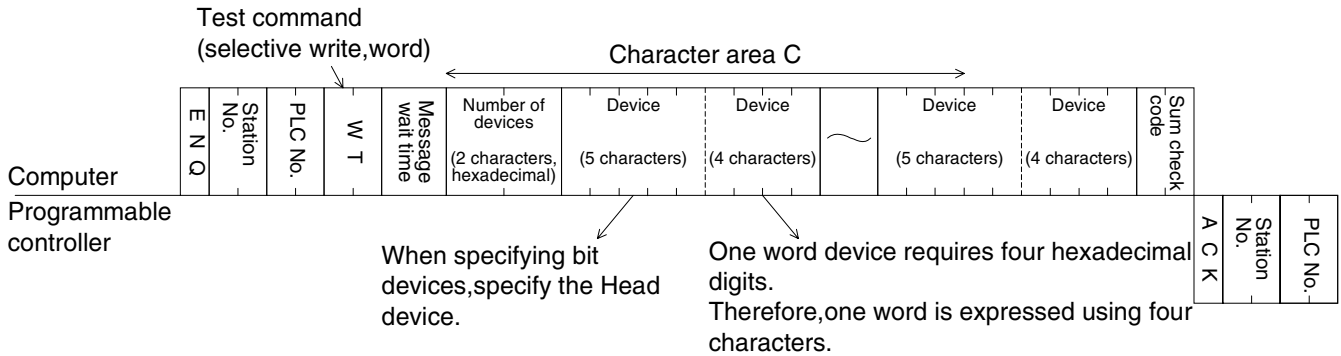 Test command
(selective write,word)
Character area C
E N Q
Station
No.
PLC No.
W T
Message
wait time
Number of
devices
(2 characters,
hexadecimal)
Device
(5 characters)
Device
(4 characters)
Device
(5 characters)
Device
(4 characters)
Sum check
code
Computer
Programmable
controller
When specifying bit
devices,specify the Head
device.
One word device requires four hexadecimal
digits.
Therefore,one word is expressed using four
characters.
A C K
Station
No.
PLC No.